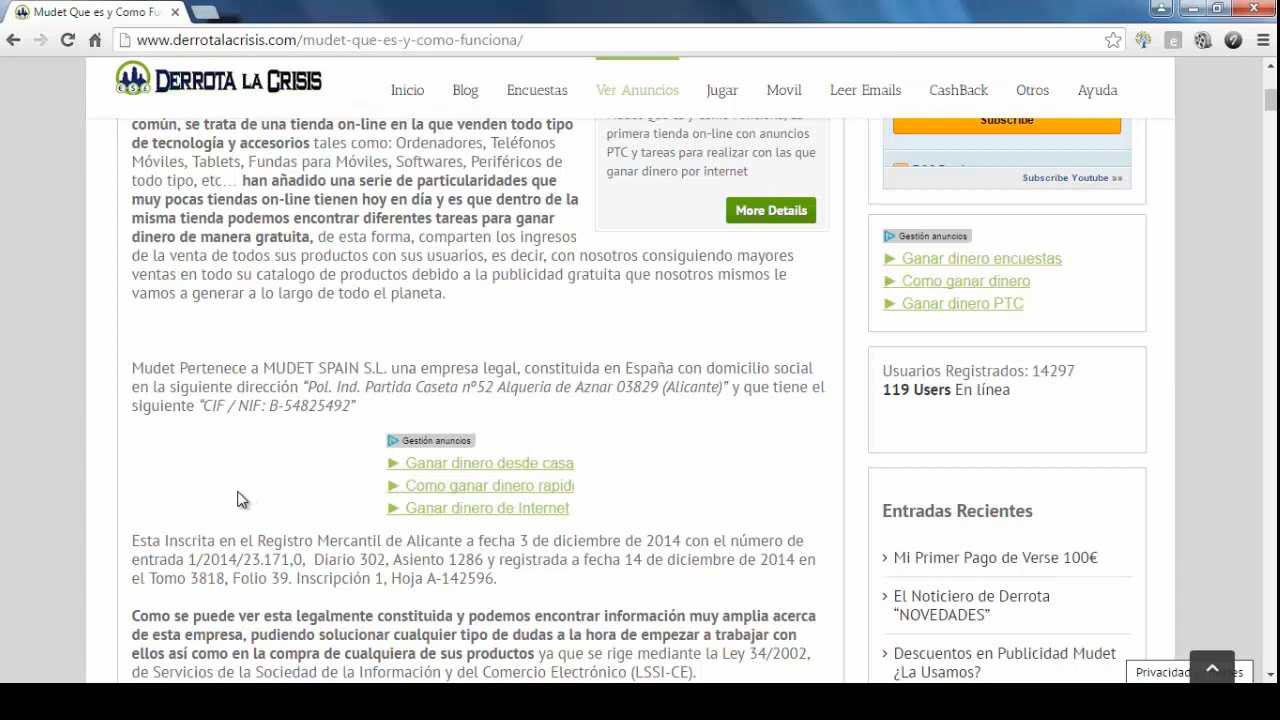 Mudet Que es y Como Fu
www.derrotalacrisis.com/mudet-que-es-y-como-funciona/
DERROTA LA CRISIS
Inicio
Blog
Encuestas
Ver Anuncios
Jugar
Movil
Leer Emails
CashBack
Otros
Ayuda
común, se trata de una tienda on-line en la que venden todo tipo
de tecnología y accesorios tales como: Ordenadores, Teléfonos
Móviles, Tablets, Fundas para Móviles, Softwares, Periféricos de
todo tipo, etc… han añadido una serie de particularidades que
muy pocas tiendas on-line tienen hoy en día y es que dentro de la
misma tienda podemos encontrar diferentes tareas para ganar
dinero de manera gratuita, de esta forma, comparten los ingresos
de la venta de todos sus productos con sus usuarios, es decir, con nosotros consiguiendo mayores
ventas en todo su catalogo de productos debido a la publicidad gratuita que nosotros mismos le
vamos a generar a lo largo de todo el planeta.
primera tienda on-line con anuncios
PTC y tareas para realizar con las que
ganar dinero por internet
More Details
Mudet Pertenece a MUDET SPAIN S.L. una empresa legal, constituida en España con domicilio social
en la siguiente dirección “Pol. Ind. Partida Caseta nº52 Alqueria de Aznar 03829 (Alicante)” y que tiene el
siguiente “CIF / NIF: B-54825492”
Gestión anuncios
► Ganar dinero desde casa
► Como ganar dinero rapid
► Ganar dinero de Internet
Esta Inscrita en el Registro Mercantil de Alicante a fecha 3 de diciembre de 2014 con el número de
entrada 1/2014/23.171,0, Diario 302, Asiento 1286 y registrada a fecha 14 de diciembre de 2014 en
el Tomo 3818, Folio 39. Inscripción 1, Hoja A-142596.
Como se puede ver esta legalmente constituida y podemos encontrar información muy amplia acerca
de esta empresa, pudiendo solucionar cualquier tipo de dudas a la hora de empezar a trabajar con
ellos así como en la compra de cualquiera de sus productos ya que se rige mediante la Ley 34/2002,
de Servicios de la Sociedad de la Información y del Comercio Electrónico (LSSI-CE).
Subscribe
Subscribe Youtube »»
Gestión anuncios
► Ganar dinero encuestas
► Como ganar dinero
► Ganar dinero PTC
Usuarios Registrados: 14297
119 Users En línea
Entradas Recientes
› Mi Primer Pago de Verse 100€
› El Noticiero de Derrota
“NOVEDADES”
› Descuentos en Publicidad Mudet
¿La Usamos?